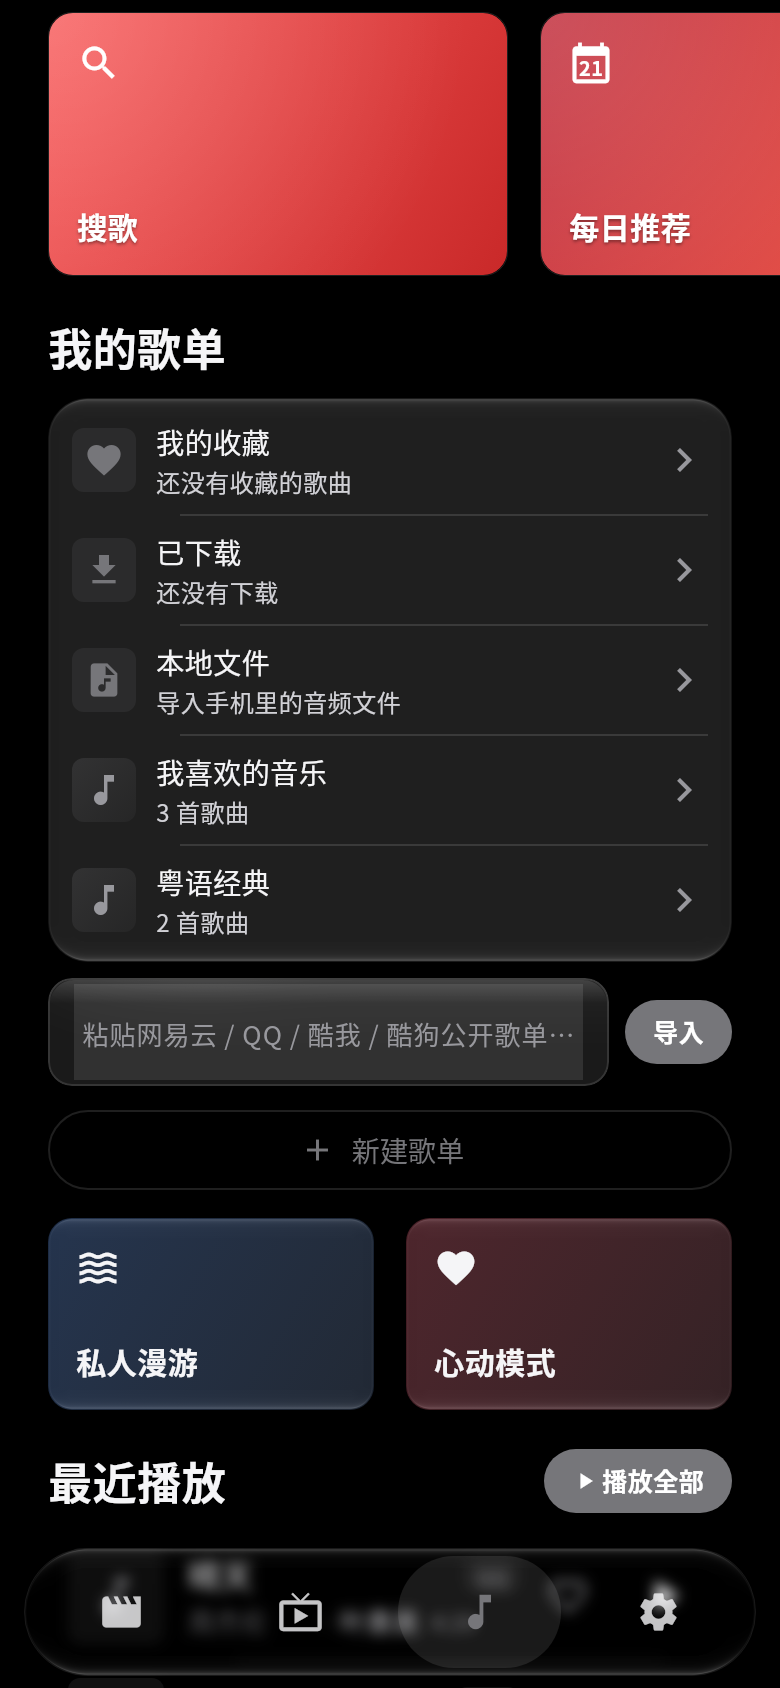 21
搜歌
每日推荐
我的歌单
我的收藏
还没有收藏的歌曲
已下载
还没有下载
本地文件
导入手机里的音频文件
我喜欢的音乐
3 首歌曲
粤语经典
2 首歌曲
粘贴网易云 / QQ / 酷我 / 酷狗公开歌单…
导入
新建歌单
私人漫游
心动模式
最近播放
播放全部